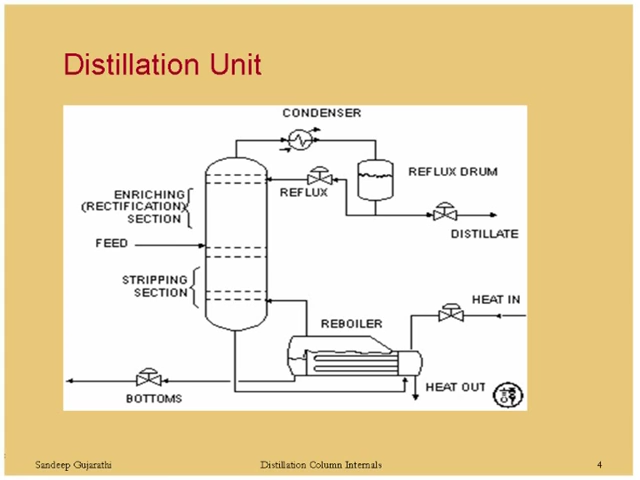 Distillation Unit
CONDENSER
REFLUX DRUM
REFLUX
ENRICHING
(RECTIFICATION)
SECTION
DISTILLATE
FEED
STRIPPING
SECTION
HEAT IN
REBOILER
HEAT OUT
BOTTOMS
Sandeep Gujarathi
Distillation Column Internals
4